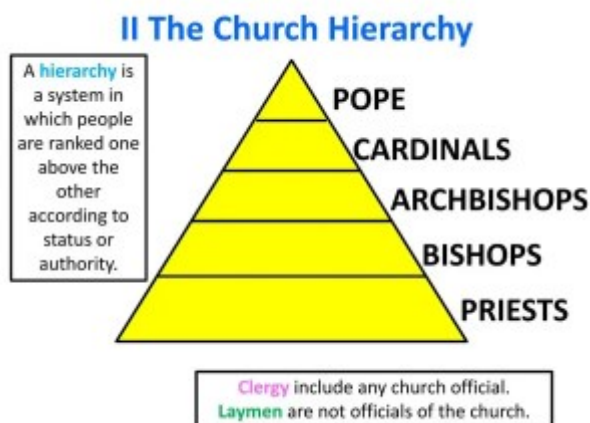 II The Church Hierarchy
A hierarchy is
a system in
which people
are ranked one
above the
other
according to
status or
authority.
POPE
CARDINALS
ARCHBISHOPS
BISHOPS
PRIESTS
Clergy include any church official.
Laymen are not officials of the church.